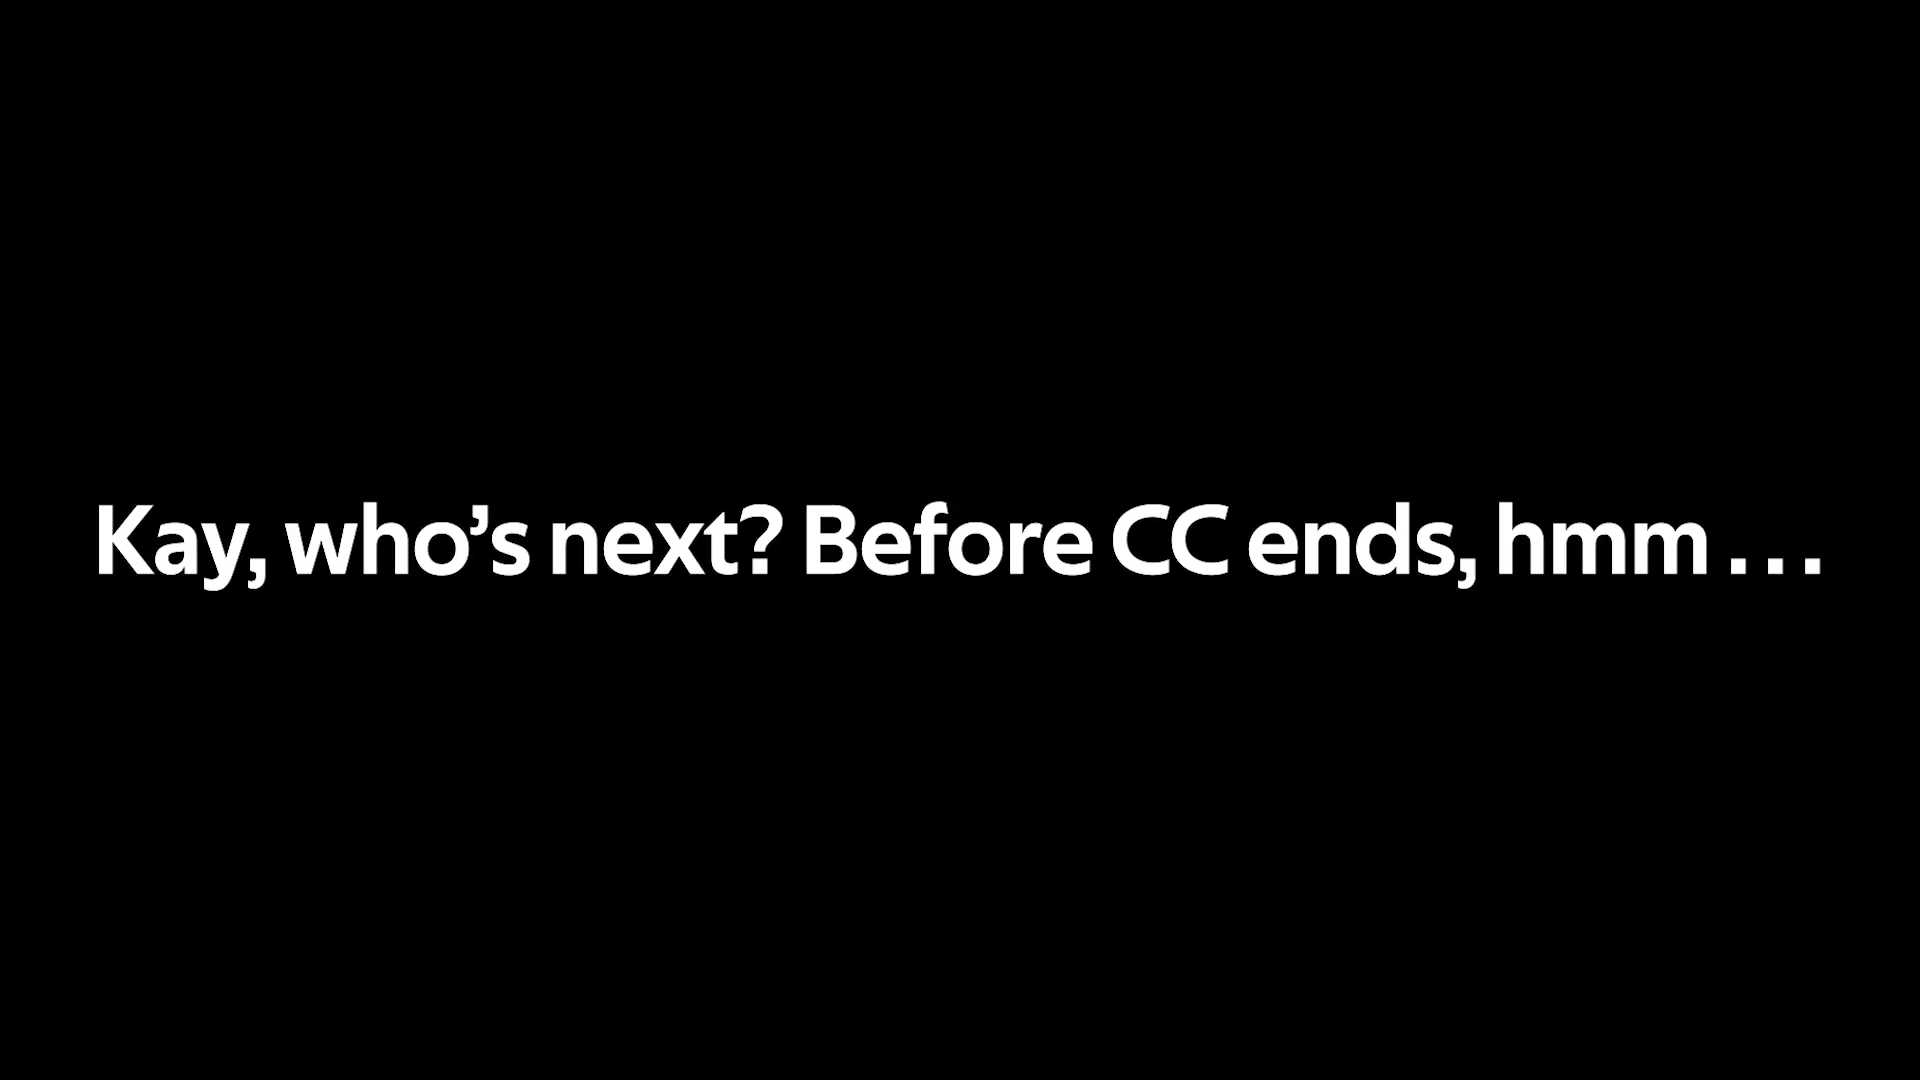 Kay, who’s next? Before CC ends, hmm . . .